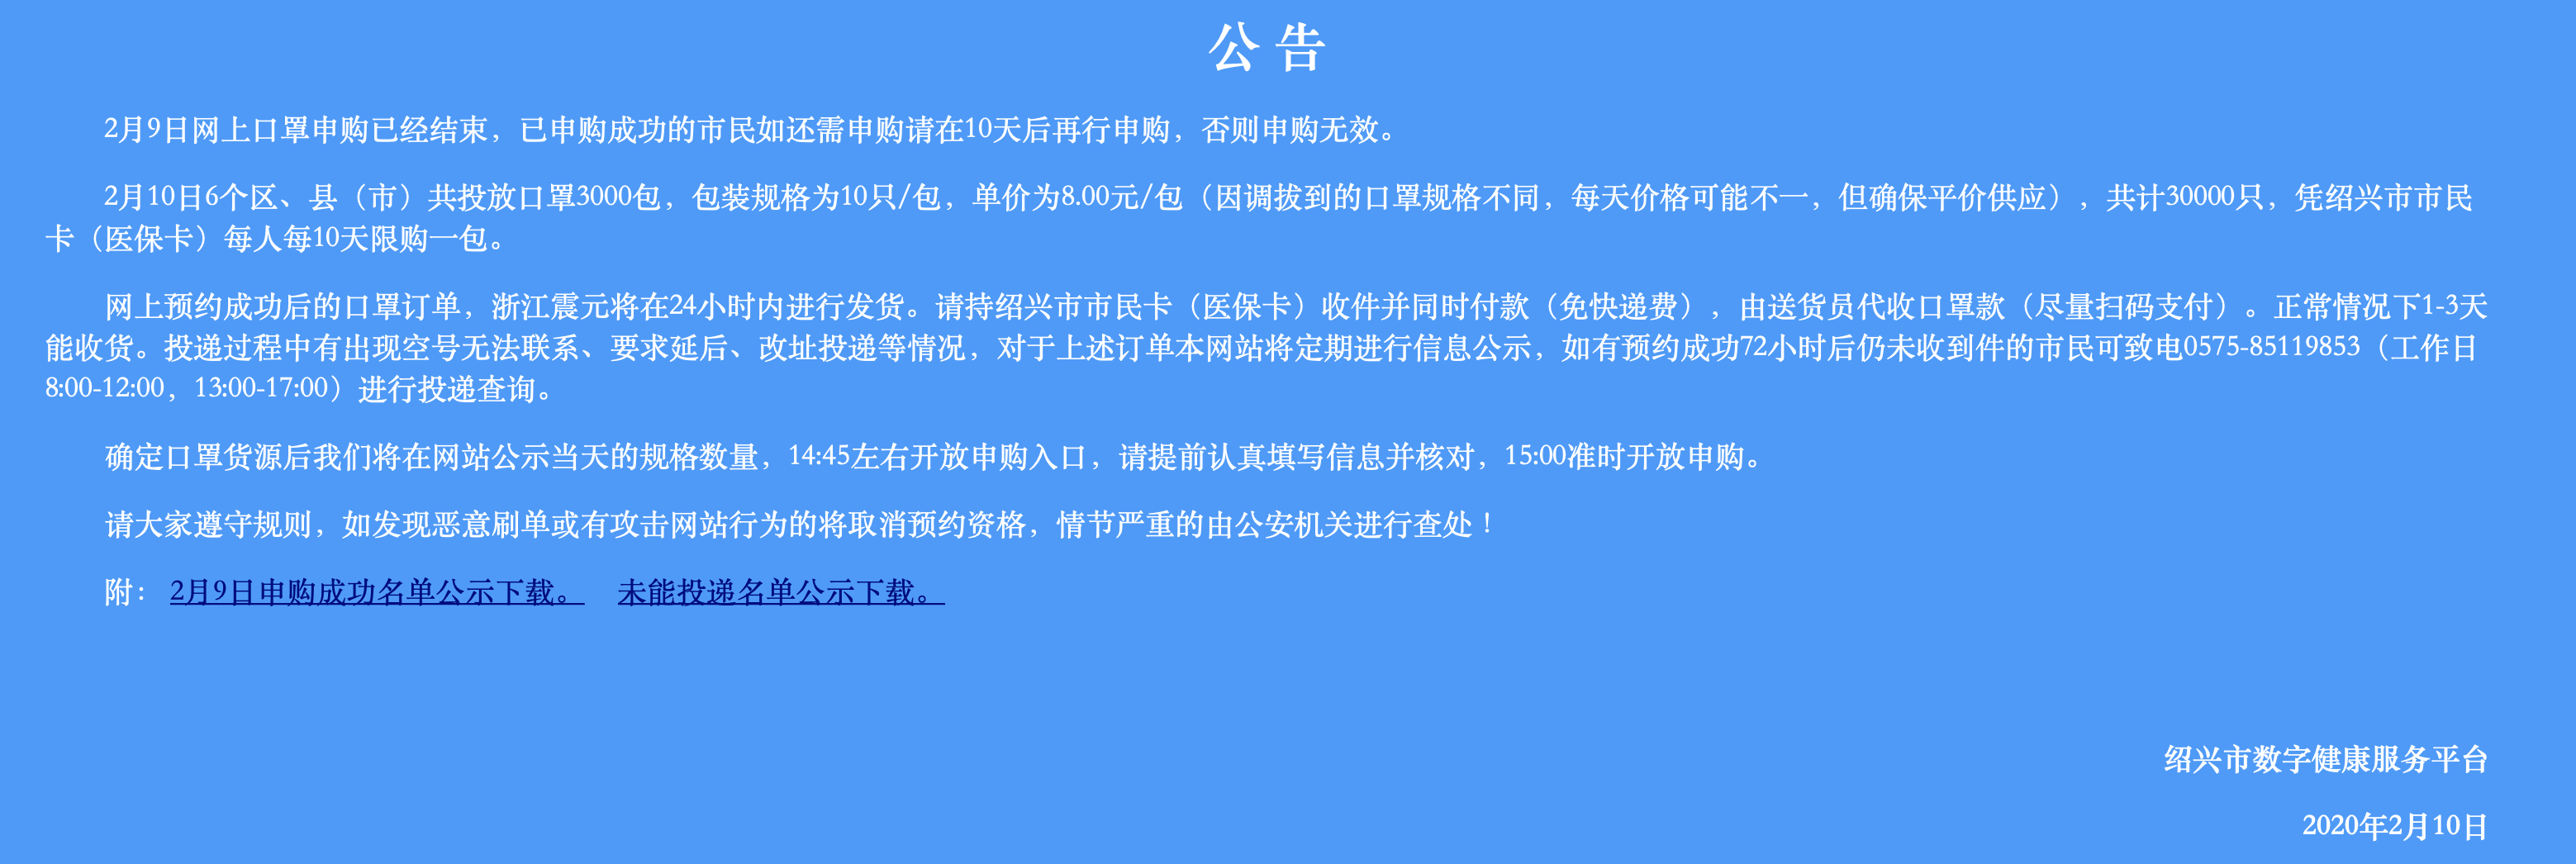 公 告
2月9日网上口罩申购已经结束，已申购成功的市民如还需申购请在10天后再行申购，否则申购无效。
2月10日6个区、县（市）共投放口罩3000包，包装规格为10只/包，单价为8.00元/包（因调拔到的口罩规格不同，每天价格可能不一，但确保平价供应），共计30000只，凭绍兴市市民
卡（医保卡）每人每10天限购一包。
网上预约成功后的口罩订单，浙江震元将在24小时内进行发货。请持绍兴市市民卡（医保卡）收件并同时付款（免快递费），由送货员代收口罩款（尽量扫码支付）。正常情况下1-3天
能收货。投递过程中有出现空号无法联系、要求延后、改址投递等情况，对于上述订单本网站将定期进行信息公示，如有预约成功72小时后仍未收到件的市民可致电0575-85119853（工作日
8:00-12:00，13:00-17:00）进行投递查询。
确定口罩货源后我们将在网站公示当天的规格数量，14:45左右开放申购入口，请提前认真填写信息并核对，15:00准时开放申购。
请大家遵守规则，如发现恶意刷单或有攻击网站行为的将取消预约资格，情节严重的由公安机关进行查处！
附： 2月9日申购成功名单公示下载。 未能投递名单公示下载。
绍兴市数字健康服务平台
2020年2月10日